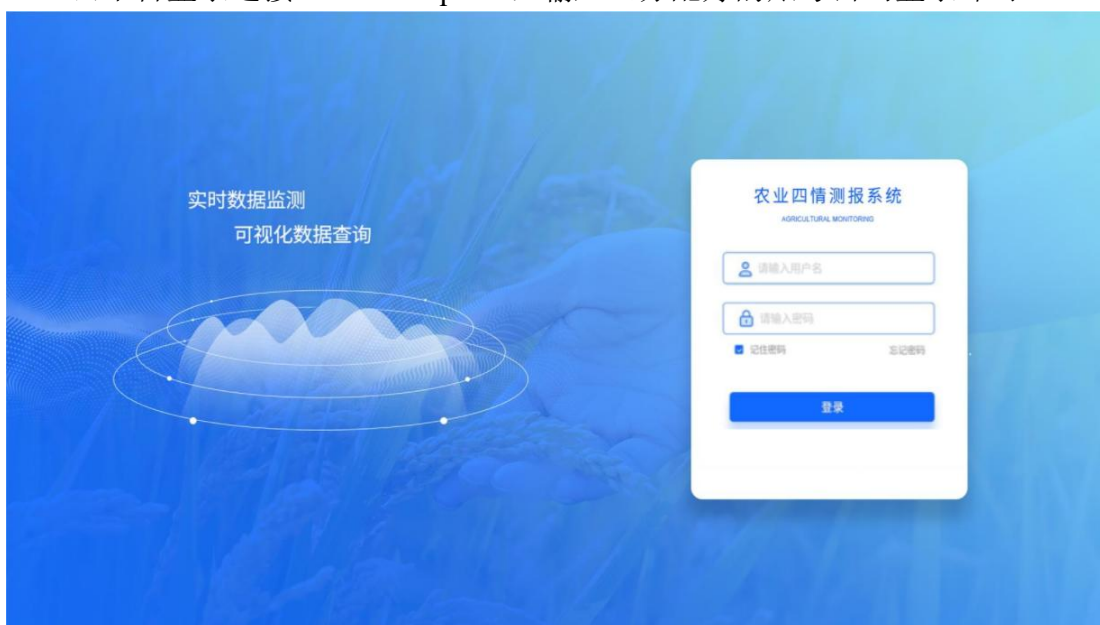 实时数据监测
可视化数据查询
农业四情测报系统
AGRICULTURAL MONITORING
请输入用户名
请输入密码
记住密码
忘记密码
登录